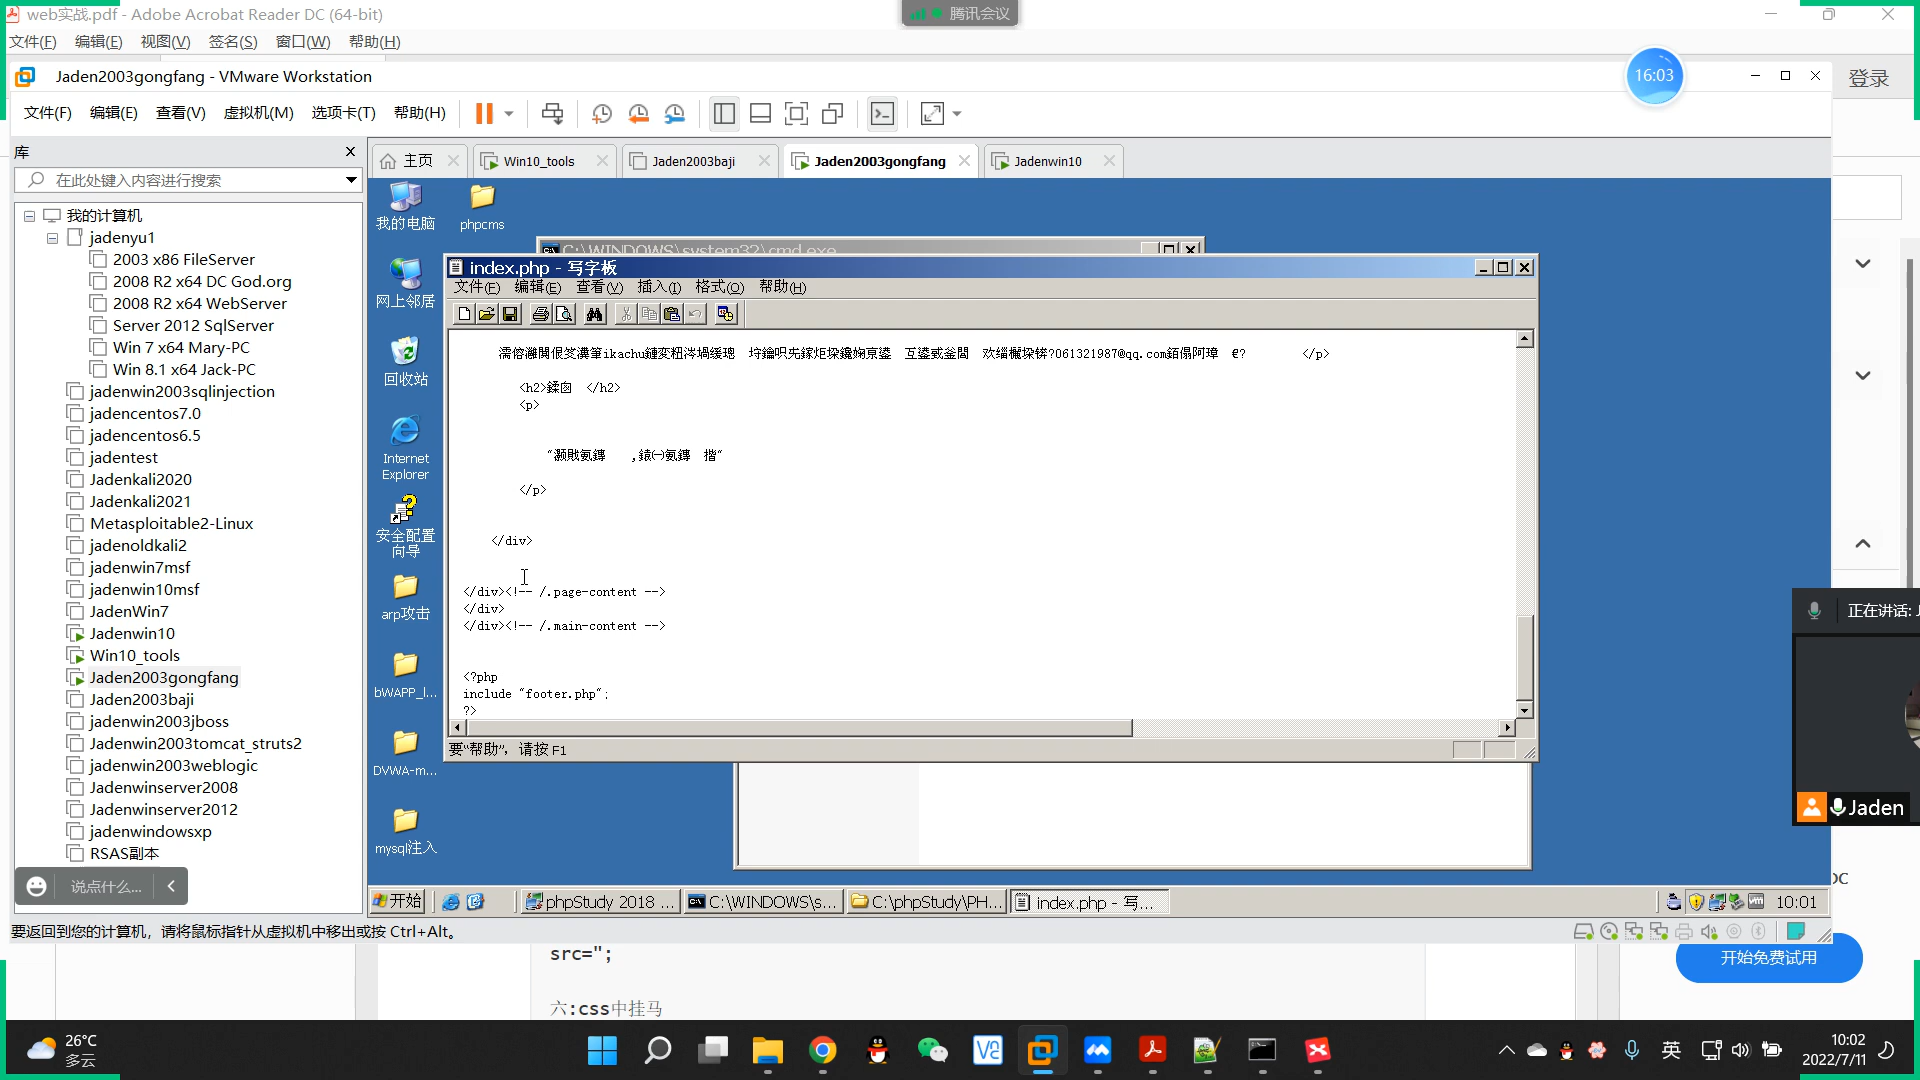 web实战.pdf - Adobe Acrobat Reader DC (64-bit)
腾讯会议
文件(F) 编辑(E) 视图(V) 签名(S) 窗口(W) 帮助(H)
Jaden2003gongfang - VMware Workstation
16:03
登录
文件(F) 编辑(E) 查看(V) 虚拟机(M) 选项卡(T) 帮助(H)
库
在此处键入内容进行搜索
主页
Win10_tools
Jaden2003baji
Jaden2003gongfang
Jadenwin10
我的计算机
jadenyu1
2003 x86 FileServer
2008 R2 x64 DC God.org
2008 R2 x64 WebServer
Server 2012 SqlServer
Win 7 x64 Mary-PC
Win 8.1 x64 Jack-PC
jadenwin2003sqlinjection
jadencentos7.0
jadencentos6.5
jadentest
Jadenkali2020
Jadenkali2021
Metasploitable2-Linux
jadenoldkali2
jadenwin7msf
jadenwin10msf
JadenWin7
Jadenwin10
Win10_tools
Jaden2003gongfang
Jaden2003baji
jadenwin2003jboss
Jadenwin2003tomcat_struts2
jadenwin2003weblogic
Jadenwinserver2008
Jadenwinserver2012
jadenwindowsxp
RSAS副本
说点什么...
我的电脑
phpcms
网上邻居
回收站
Internet
Explorer
安全配置
向导
arp攻击
bWAPP_l...
DVWA-m...
mysql注入
C:\WINDOWS\system32\cmd.exe
index.php - 写字板
文件(F) 编辑(E) 查看(V) 插入(I) 格式(O) 帮助(H)
ikachu
061321987@qq.com
</p>
<h2>
</h2>
<p>
</p>
</div>
</div><!-- /.page-content -->
</div>
</div><!-- /.main-content -->
<?php
include "footer.php";
?>
要“帮助”，请按 F1
开始
phpStudy 2018 ...
C:\WINDOWS\s...
C:\phpStudy\PH...
index.php - 写...
10:01
要返回到您的计算机，请将鼠标指针从虚拟机中移出或按 Ctrl+Alt。
正在讲话: J
Jaden
DC
开始免费试用
src=";
六:css中挂马
26°C
多云
英
10:02
2022/7/11